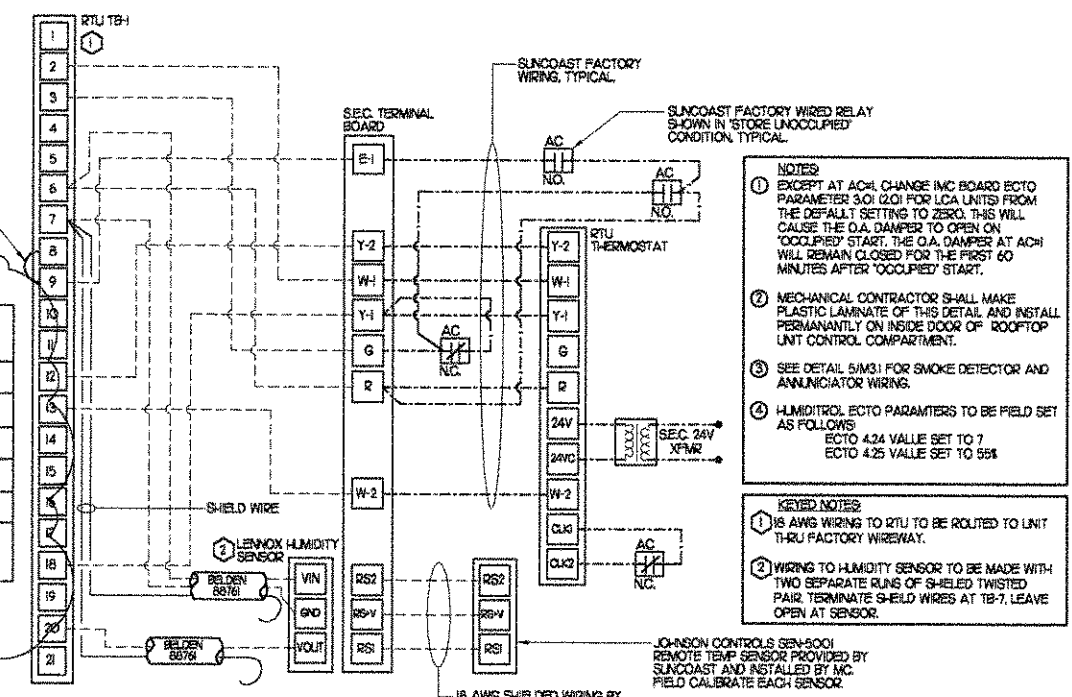 RTU TB-1
1
1
2
3
4
5
6
7
8
9
10
11
12
13
14
15
16
17
18
19
20
21
SUNCOAST FACTORY
WIRING, TYPICAL.
SUNCOAST FACTORY WIRED RELAY
SHOWN IN "STORE UNOCCUPIED"
CONDITION, TYPICAL.
S.E.C. TERMINAL
BOARD
E-1
Y-2
W-1
Y-1
G
R
W-2
RS2
RS+V
RS1
AC
N.O.
AC
N.O.
AC
N.C.
RTU
THERMOSTAT
Y-2
W-1
Y-1
G
R
24V
24VC
W-2
CLK1
CLK2
S.E.C. 24V
XFMR
AC
N.C.
SHIELD WIRE
2 LENNOX HUMIDITY
SENSOR
VIN
GND
VOUT
BELDEN
88761
BELDEN
88761
RS2
RS+V
RS1
JOHNSON CONTROLS SEN-5001
REMOTE TEMP SENSOR PROVIDED BY
SUNCOAST AND INSTALLED BY MC.
FIELD CALIBRATE EACH SENSOR.
18 AWG SHIELDED WIRING BY
NOTES:
1 EXCEPT AT AC#1, CHANGE IMC BOARD ECTO
PARAMETER 3.01 (2.01 FOR LCA UNITS) FROM
THE DEFAULT SETTING TO ZERO. THIS WILL
CAUSE THE O.A. DAMPER TO OPEN ON
"OCCUPIED" START. THE O.A. DAMPER AT AC#1
WILL REMAIN CLOSED FOR THE FIRST 60
MINUTES AFTER "OCCUPIED" START.
2 MECHANICAL CONTRACTOR SHALL MAKE
PLASTIC LAMINATE OF THIS DETAIL AND INSTALL
PERMANANTLY ON INSIDE DOOR OF ROOFTOP
UNIT CONTROL COMPARTMENT.
3 SEE DETAIL 5/M3.1 FOR SMOKE DETECTOR AND
ANNUNCIATOR WIRING.
4 HUMIDITROL ECTO PARAMTERS TO BE FIELD SET
AS FOLLOWS:
ECTO 4.24 VALUE SET TO 7
ECTO 4.25 VALUE SET TO 55%
KEYED NOTES:
1 18 AWG WIRING TO RTU TO BE ROUTED TO UNIT
THRU FACTORY WIREWAY.
2 WIRING TO HUMIDITY SENSOR TO BE MADE WITH
TWO SEPARATE RUNS OF SHIELED TWISTED
PAIR. TERMINATE SHIELD WIRES AT TB-7, LEAVE
OPEN AT SENSOR.